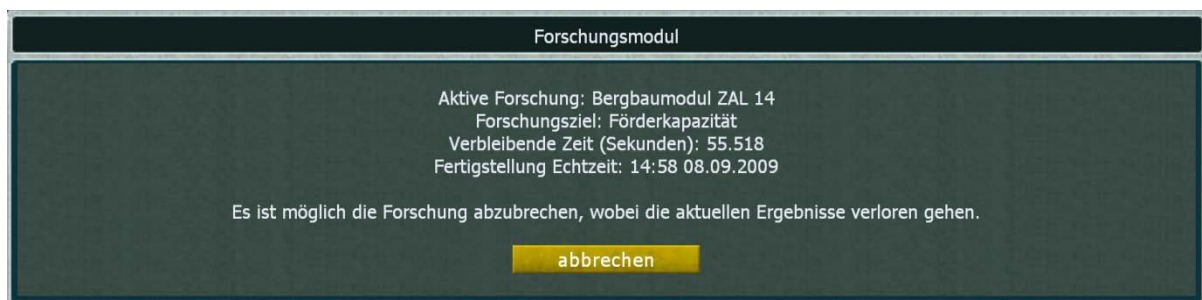 Forschungsmodul
Aktive Forschung: Bergbaumodul ZAL 14
Forschungsziel: Förderkapazität
Verbleibende Zeit (Sekunden): 55.518
Fertigstellung Echtzeit: 14:58 08.09.2009
Es ist möglich die Forschung abzubrechen, wobei die aktuellen Ergebnisse verloren gehen.
abbrechen